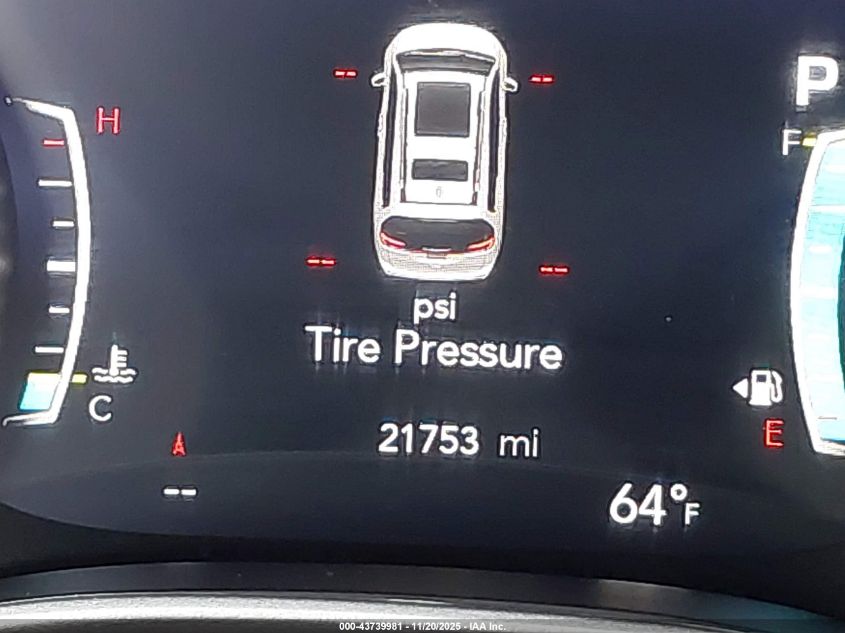 -- --
P
H
F
-- --
psi
Tire Pressure
C
E
21753 mi
A
--
64°F
000-43739981 - 11/20/2025 - IAA Inc.